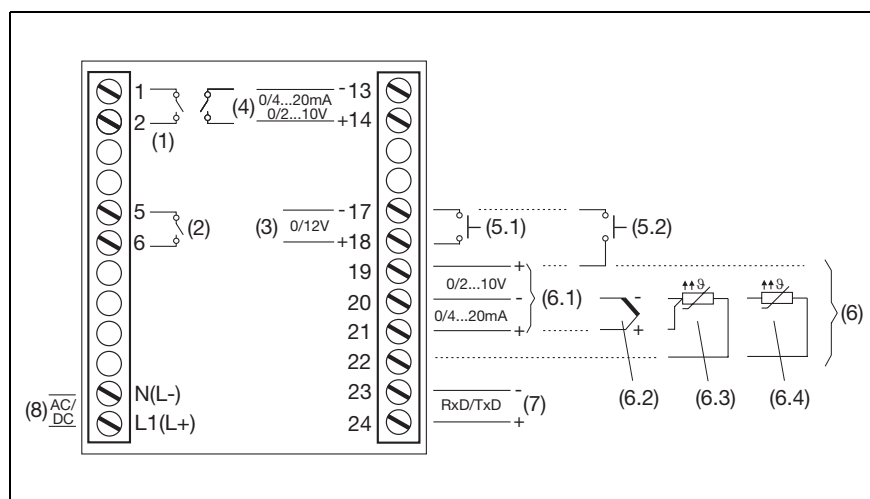 1 (4) 0/4...20mA -13
2 0/2...10V +14
(1)
5 (2) (3) 0/12V -17 (5.1) (5.2)
6 +18
19 +
0/2...10V
20 - (6.1) - ↑↑ϑ ↑↑ϑ (6)
0/4...20mA
21 + +
22
(8) AC/DC N(L-) 23 - RxD/TxD (7) (6.2) (6.3) (6.4)
L1(L+) 24 +